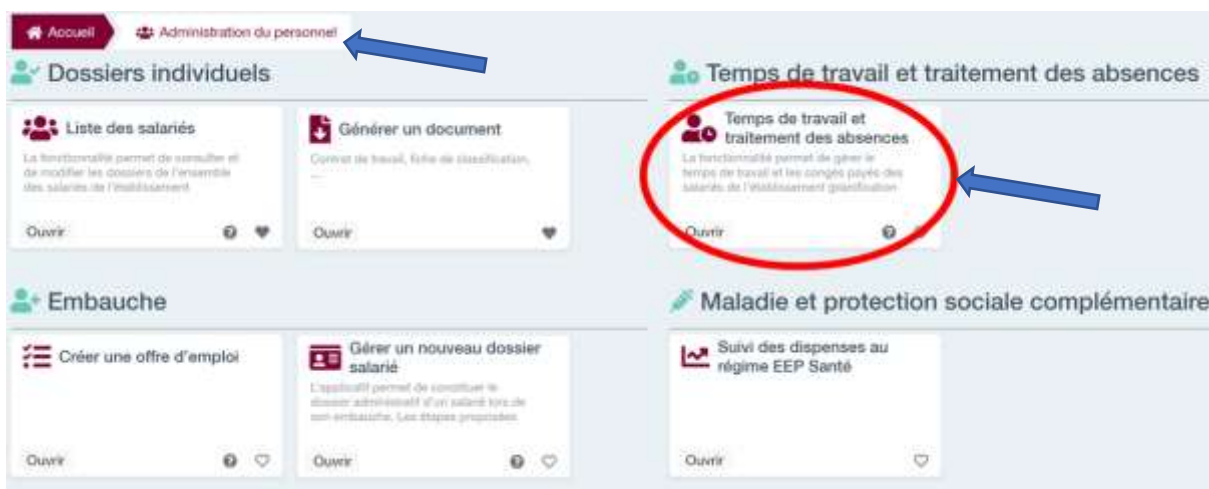 Accueil
Administration du personnel
Dossiers individuels
Liste des salariés
La fonctionnalité permet de consulter et
de modifier les dossiers de l'ensemble
des salariés de l'établissement
Ouvrir
Générer un document
Contrat de travail, fiche de classification,
...
Ouvrir
Temps de travail et traitement des absences
Temps de travail et
traitement des absences
La fonctionnalité permet de gérer le
temps de travail et les congés payés des
salariés de l'établissement (planification
Ouvrir
Embauche
Créer une offre d'emploi
Ouvrir
Gérer un nouveau dossier
salarié
L'applicatif permet de constituer le
dossier administratif d'un salarié lors de
son embauche. Les étapes proposées
Ouvrir
Maladie et protection sociale complémentaire
Suivi des dispenses au
régime EEP Santé
Ouvrir